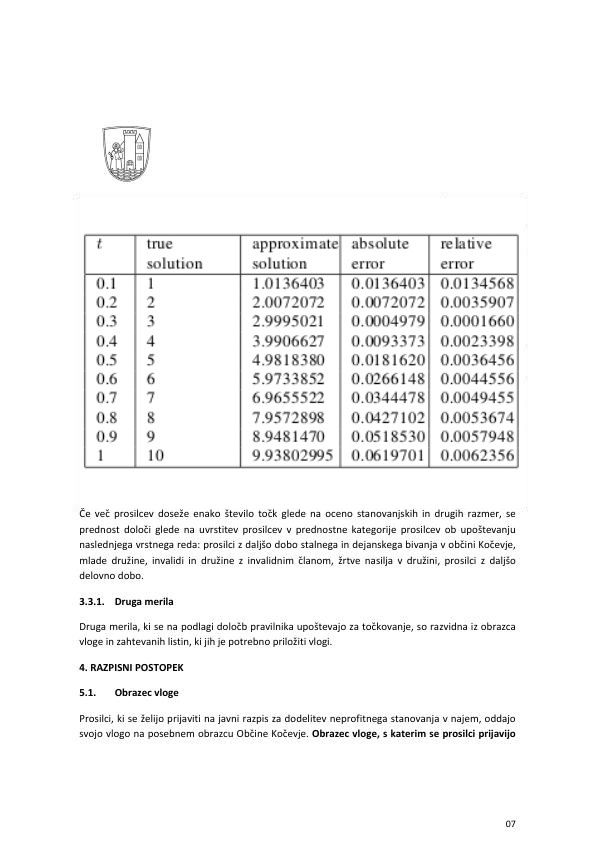 t true approximate absolute relative
solution solution error error
0.1 1 1.0136403 0.0136403 0.0134568
0.2 2 2.0072072 0.0072072 0.0035907
0.3 3 2.9995021 0.0004979 0.0001660
0.4 4 3.9906627 0.0093373 0.0023398
0.5 5 4.9818380 0.0181620 0.0036456
0.6 6 5.9733852 0.0266148 0.0044556
0.7 7 6.9655522 0.0344478 0.0049455
0.8 8 7.9572898 0.0427102 0.0053674
0.9 9 8.9481470 0.0518530 0.0057948
1 10 9.93802995 0.0619701 0.0062356
Če več prosilcev doseže enako število točk glede na oceno stanovanjskih in drugih razmer, se
prednost določi glede na uvrstitev prosilcev v prednostne kategorije prosilcev ob upoštevanju
naslednjega vrstnega reda: prosilci z daljšo dobo stalnega in dejanskega bivanja v občini Kočevje,
mlade družine, invalidi in družine z invalidnim članom, žrtve nasilja v družini, prosilci z daljšo
delovno dobo.
3.3.1. Druga merila
Druga merila, ki se na podlagi določb pravilnika upoštevajo za točkovanje, so razvidna iz obrazca
vloge in zahtevanih listin, ki jih je potrebno priložiti vlogi.
4. RAZPISNI POSTOPEK
5.1. Obrazec vloge
Prosilci, ki se želijo prijaviti na javni razpis za dodelitev neprofitnega stanovanja v najem, oddajo
svojo vlogo na posebnem obrazcu Občine Kočevje. Obrazec vloge, s katerim se prosilci prijavijo
07